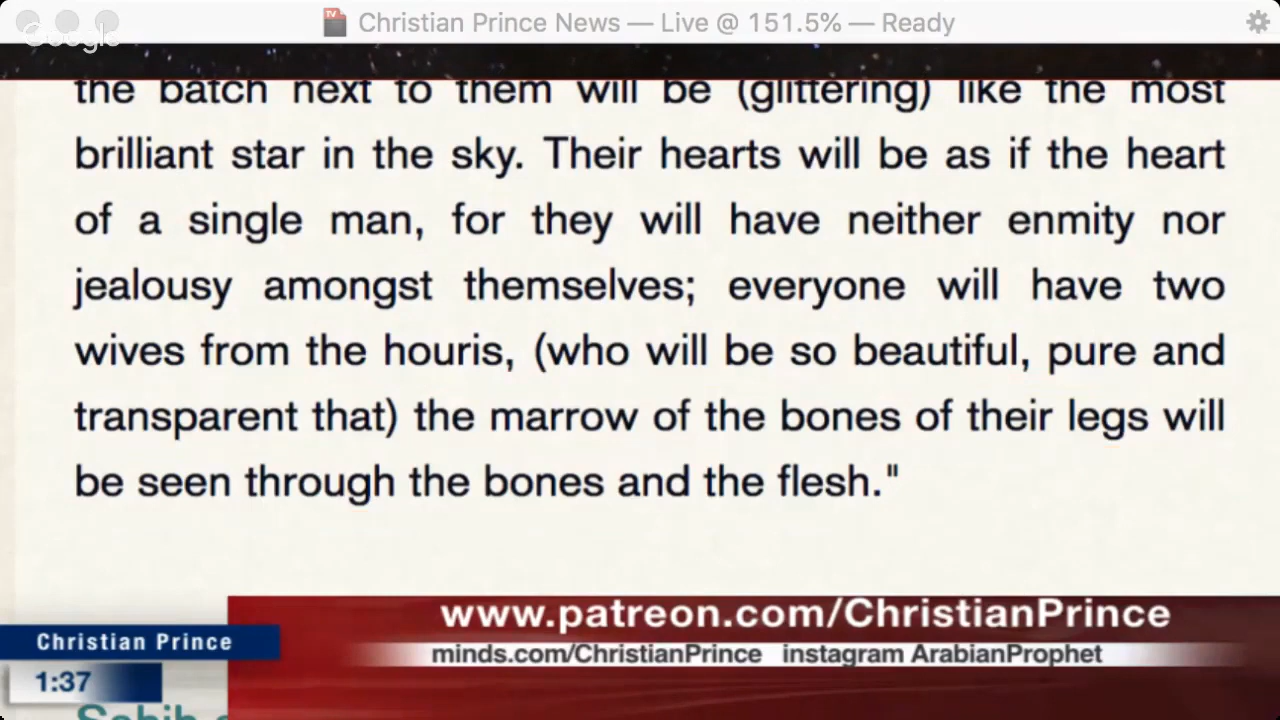 Christian Prince News — Live @ 151.5% — Ready
Google
TV
the batch next to them will be (glittering) like the most
brilliant star in the sky. Their hearts will be as if the heart
of a single man, for they will have neither enmity nor
jealousy amongst themselves; everyone will have two
wives from the houris, (who will be so beautiful, pure and
transparent that) the marrow of the bones of their legs will
be seen through the bones and the flesh."
www.patreon.com/ChristianPrince
Christian Prince
minds.com/ChristianPrince instagram ArabianProphet
1:37
Sahih